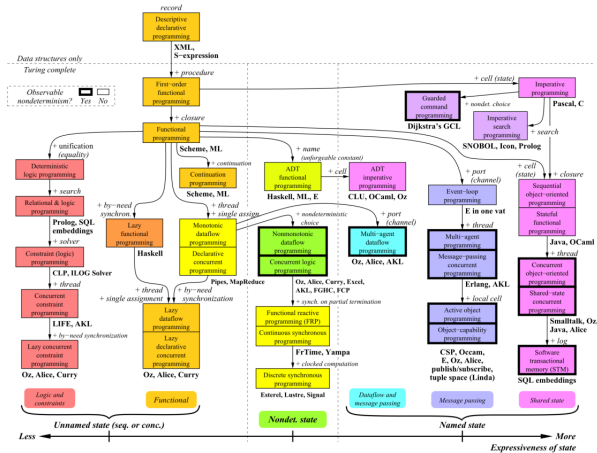 record
Descriptive
declarative
programming
XML,
S−expression
Data structures only
Turing complete
+ procedure
+ cell (state)
Observable
nondeterminism?
Yes
No
First−order
functional
programming
Imperative
programming
Pascal, C
+ nondet. choice
Guarded
command
programming
Dijkstra's GCL
Imperative
search
programming
SNOBOL, Icon, Prolog
+ search
+ closure
Functional
programming
Scheme, ML
+ unification
(equality)
+ continuation
Continuation
programming
Scheme, ML
+ name
(unforgeable constant)
ADT
functional
programming
Haskell, ML, E
+ cell
ADT
imperative
programming
CLU, OCaml, Oz
+ port
(channel)
+ cell
(state)
+ closure
Deterministic
logic programming
+ search
Relational & logic
programming
Prolog, SQL
embeddings
+ solver
Constraint (logic)
programming
CLP, ILOG Solver
+ thread
Concurrent
constraint
programming
LIFE, AKL
+ by−need synchronization
Lazy concurrent
constraint
programming
Oz, Alice, Curry
+ by−need
synchron.
Lazy
functional
programming
Haskell
+ thread
+ single assignment
+ thread
+ single assign.
Monotonic
dataflow
programming
Declarative
concurrent
programming
Pipes, MapReduce
+ by−need
synchronization
Lazy
dataflow
programming
Lazy
declarative
concurrent
programming
Oz, Alice, Curry
+ nondeterministic
choice
Nonmonotonic
dataflow
programming
Concurrent logic
programming
Oz, Alice, Curry, Excel,
AKL, FGHC, FCP
+ synch. on partial termination
Functional reactive
programming (FRP)
Continuous synchronous
programming
FrTime, Yampa
+ clocked computation
Discrete synchronous
programming
Esterel, Lustre, Signal
+ port
(channel)
Multi−agent
dataflow
programming
Oz, Alice, AKL
Event−loop
programming
E in one vat
+ thread
Multi−agent
programming
Message−passing
concurrent
programming
Erlang, AKL
+ local cell
Active object
programming
Object−capability
programming
CSP, Occam,
E, Oz, Alice,
publish/subscribe,
tuple space (Linda)
Sequential
object−oriented
programming
Stateful
functional
programming
Java, OCaml
+ thread
Concurrent
object−oriented
programming
Shared−state
concurrent
programming
Smalltalk, Oz,
Java, Alice
+ log
Software
transactional
memory (STM)
SQL embeddings
Logic and
constraints
Functional
Dataflow and
message passing
Message passing
Shared state
Unnamed state (seq. or conc.)
Nondet. state
Named state
Less
More
Expressiveness of state